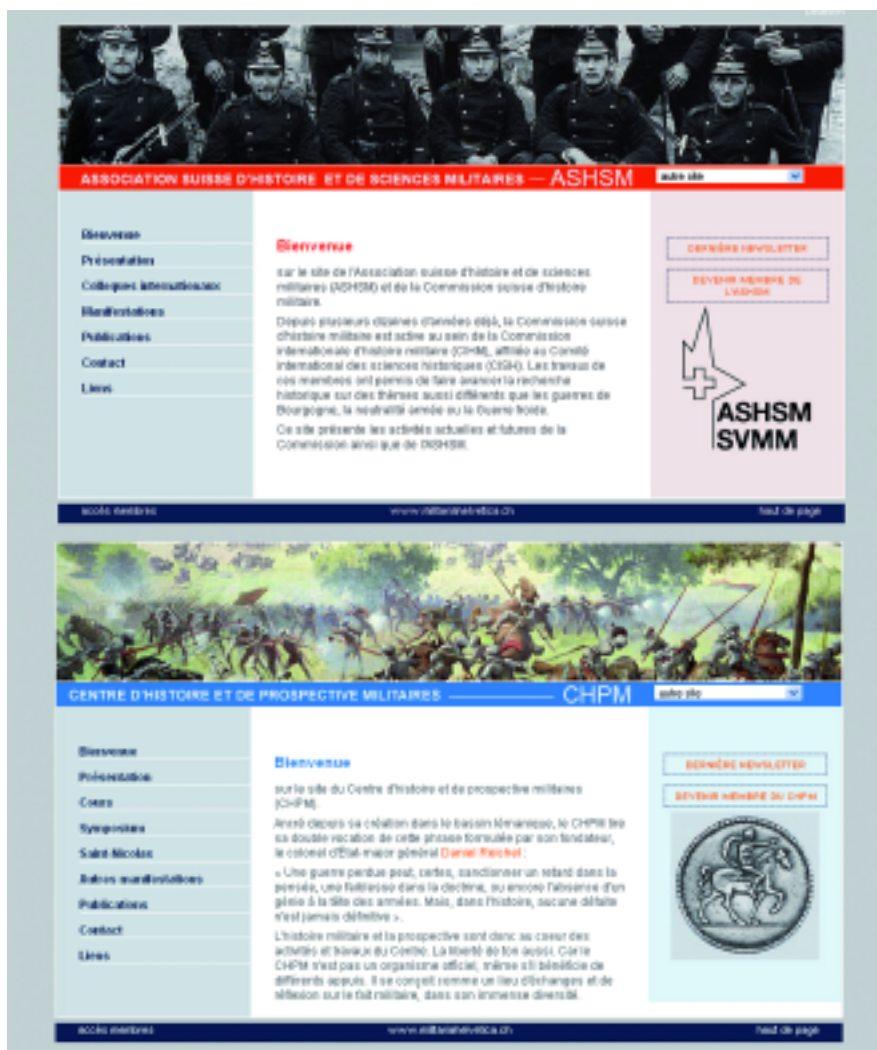 ASSOCIATION SUISSE D'HISTOIRE ET DE SCIENCES MILITAIRES — ASHSM
autre site
Bienvenue
Présentation
Colloques internationaux
Manifestations
Publications
Contact
Liens
Bienvenue
sur le site de l'Association suisse d'histoire et de sciences
militaires (ASHSM) et de la Commission suisse d'histoire
militaire.
Depuis plusieurs dizaines d'années déjà, la Commission suisse
d'histoire militaire est active au sein de la Commission
internationale d'histoire militaire (CIHM), affiliée au Comité
international des sciences historiques (CISH). Les travaux de
ces membres ont permis de faire avancer la recherche
historique sur des thèmes aussi différents que les guerres de
Bourgogne, la neutralité armée ou la Guerre froide.
Ce site présente les activités actuelles et futures de la
Commission ainsi que de l'ASHSM.
DERNIÈRE NEWSLETTER
DEVENIR MEMBRE DE
L'ASHSM
ASHSM
SVMM
accès membres
www.militariahelvetica.ch
haut de page
CENTRE D'HISTOIRE ET DE PROSPECTIVE MILITAIRES — CHPM
autre site
Bienvenue
Présentation
Cours
Symposium
Saint-Nicolas
Autres manifestations
Publications
Contact
Liens
Bienvenue
sur le site du Centre d'histoire et de prospective militaires
(CHPM).
Ancré depuis sa création dans le bassin lémanique, le CHPM tire
sa double vocation de cette phrase formulée par son fondateur,
le colonel d'Etat-major général Daniel Reichel :
« Une guerre perdue peut, certes, sanctionner un retard dans la
pensée, une faiblesse dans la doctrine, ou encore l'absence d'un
génie à la tête des armées. Mais, dans l'histoire, aucune défaite
n'est jamais définitive ».
L'histoire militaire et la prospective sont donc au coeur des
activités et travaux du Centre. La liberté de ton aussi. Car le
CHPM n'est pas un organisme officiel, même s'il bénéficie de
différents appuis. Il se conçoit comme un lieu d'échanges et de
réflexion sur le fait militaire, dans son immense diversité.
DERNIÈRE NEWSLETTER
DEVENIR MEMBRE DU CHPM
accès membres
www.militariahelvetica.ch
haut de page